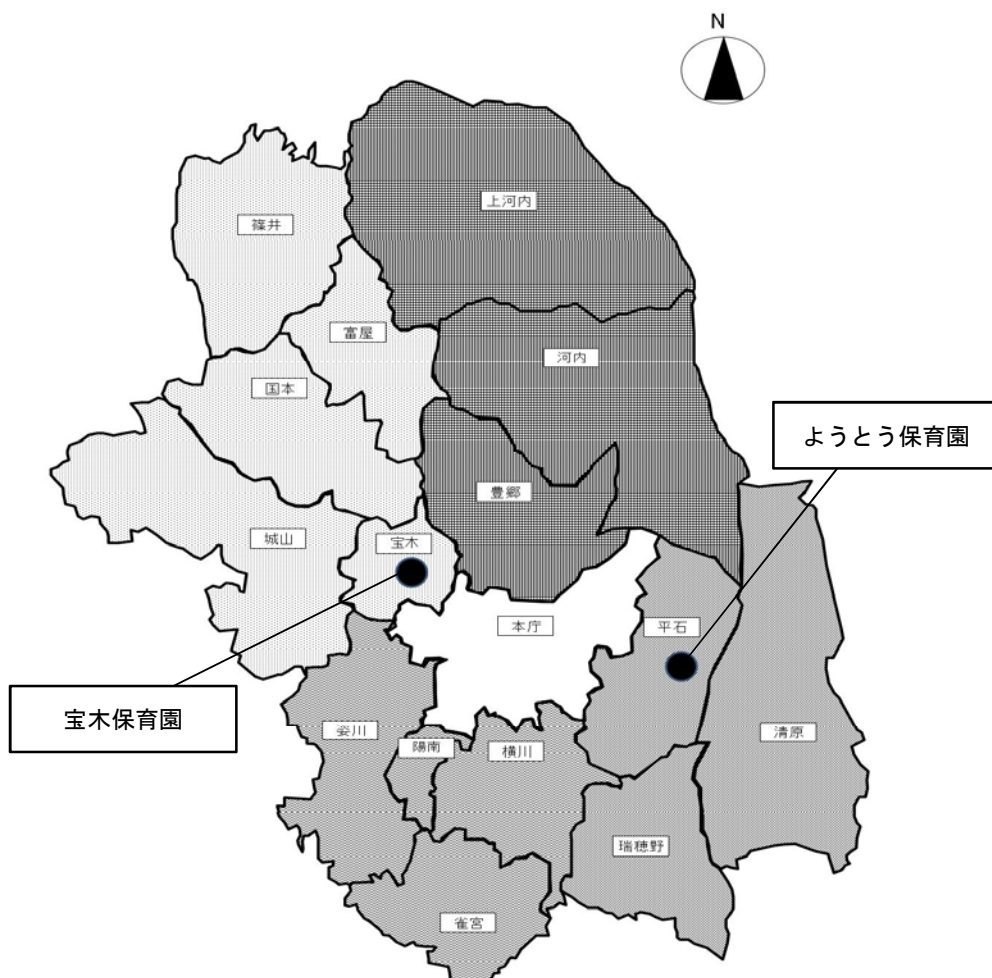 N
上河内
篠井
富屋
河内
国本
ようとう保育園
豊郷
城山
宝木
本庁
平石
宝木保育園
姿川
陽南
横川
清原
瑞穂野
雀宮